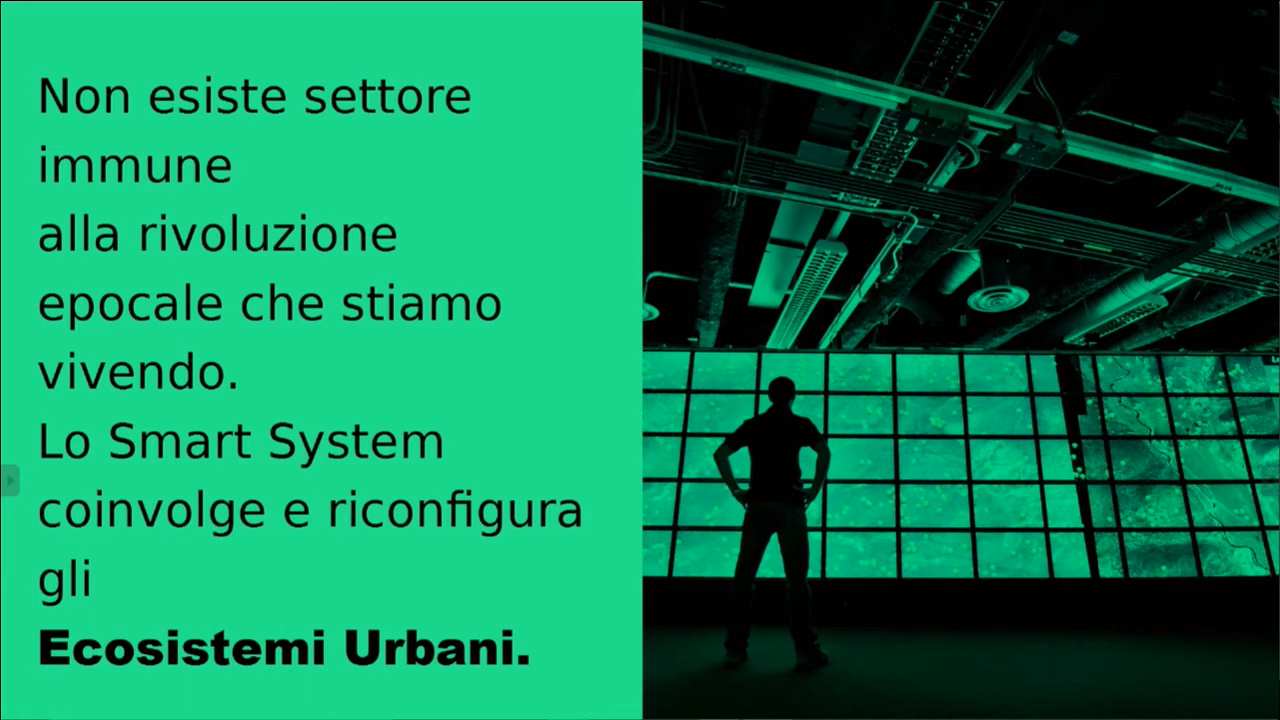 Non esiste settore
immune
alla rivoluzione
epocale che stiamo
vivendo.
Lo Smart System
coinvolge e riconfigura
gli
Ecosistemi Urbani.